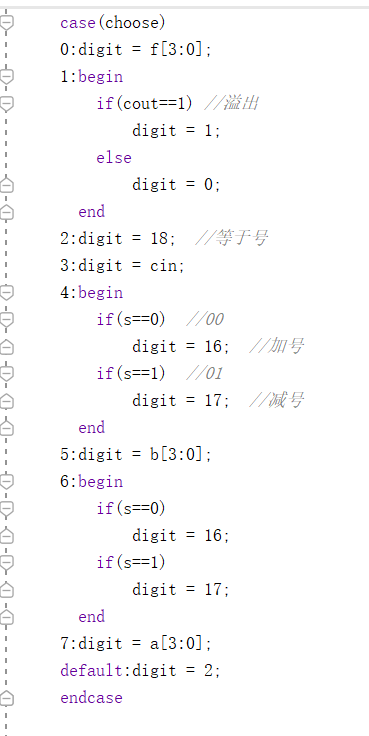 case(choose)
0:digit = f[3:0];
1:begin
if(cout==1) //溢出
digit = 1;
else
digit = 0;
end
2:digit = 18; //等于号
3:digit = cin;
4:begin
if(s==0) //00
digit = 16; //加号
if(s==1) //01
digit = 17; //减号
end
5:digit = b[3:0];
6:begin
if(s==0)
digit = 16;
if(s==1)
digit = 17;
end
7:digit = a[3:0];
default:digit = 2;
endcase